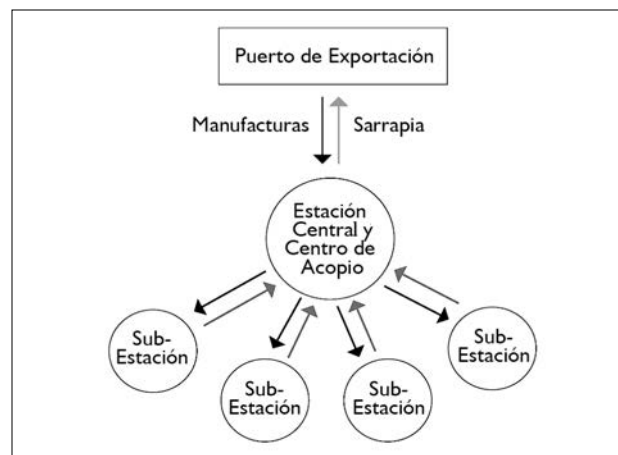 Puerto de Exportación
Manufacturas
Sarrapia
Estación
Central y
Centro de
Acopio
Sub-
Estación
Sub-
Estación
Sub-
Estación
Sub-
Estación